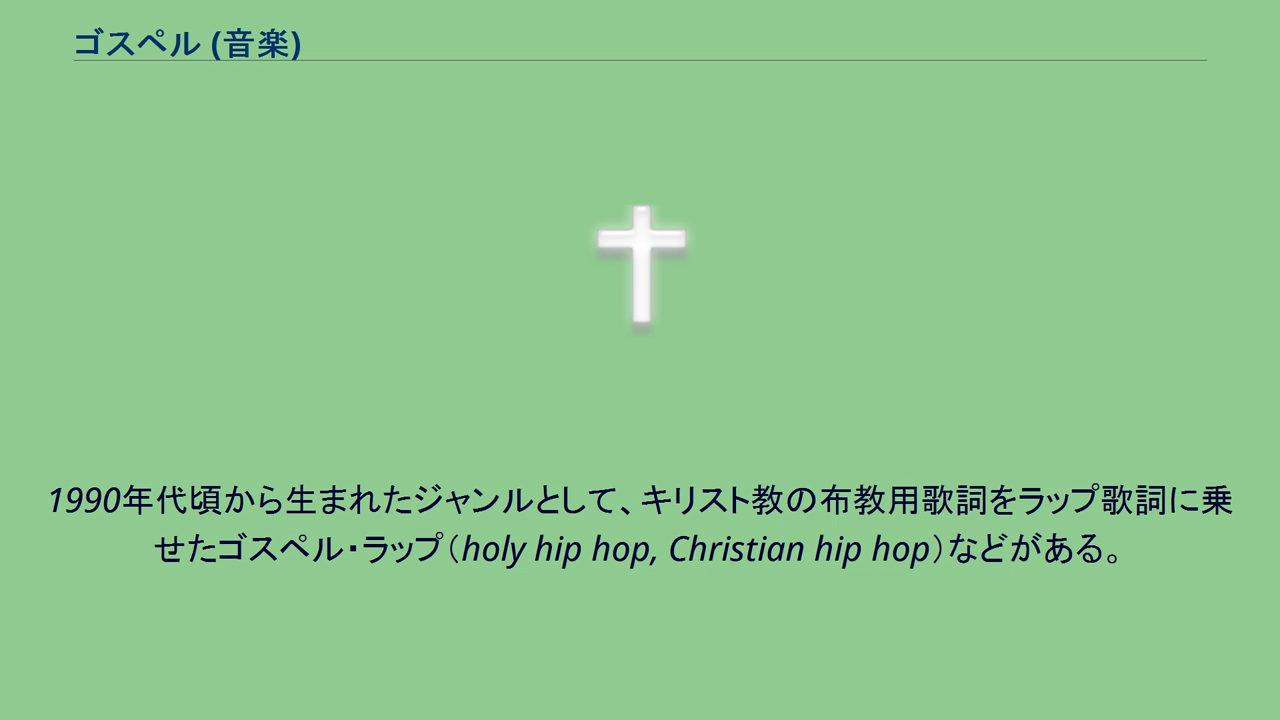 ゴスペル (音楽)
1990年代頃から生まれたジャンルとして、キリスト教の布教用歌詞をラップ歌詞に乗
せたゴスペル・ラップ（holy hip hop, Christian hip hop）などがある。